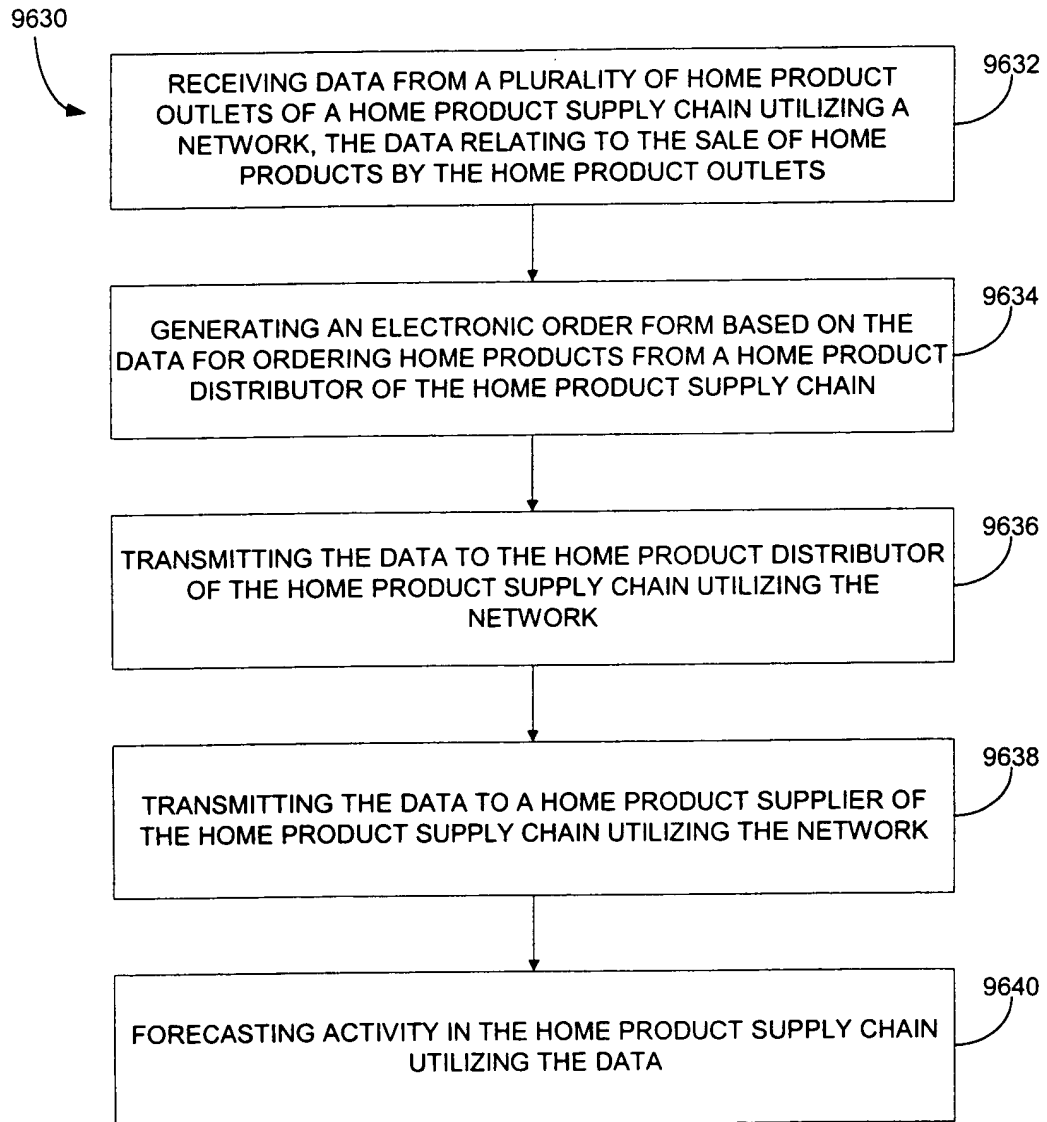 9630
RECEIVING DATA FROM A PLURALITY OF HOME PRODUCT
OUTLETS OF A HOME PRODUCT SUPPLY CHAIN UTILIZING A
NETWORK, THE DATA RELATING TO THE SALE OF HOME
PRODUCTS BY THE HOME PRODUCT OUTLETS
9632
GENERATING AN ELECTRONIC ORDER FORM BASED ON THE
DATA FOR ORDERING HOME PRODUCTS FROM A HOME PRODUCT
DISTRIBUTOR OF THE HOME PRODUCT SUPPLY CHAIN
9634
TRANSMITTING THE DATA TO THE HOME PRODUCT DISTRIBUTOR
OF THE HOME PRODUCT SUPPLY CHAIN UTILIZING THE
NETWORK
9636
TRANSMITTING THE DATA TO A HOME PRODUCT SUPPLIER OF
THE HOME PRODUCT SUPPLY CHAIN UTILIZING THE NETWORK
9638
FORECASTING ACTIVITY IN THE HOME PRODUCT SUPPLY CHAIN
UTILIZING THE DATA
9640